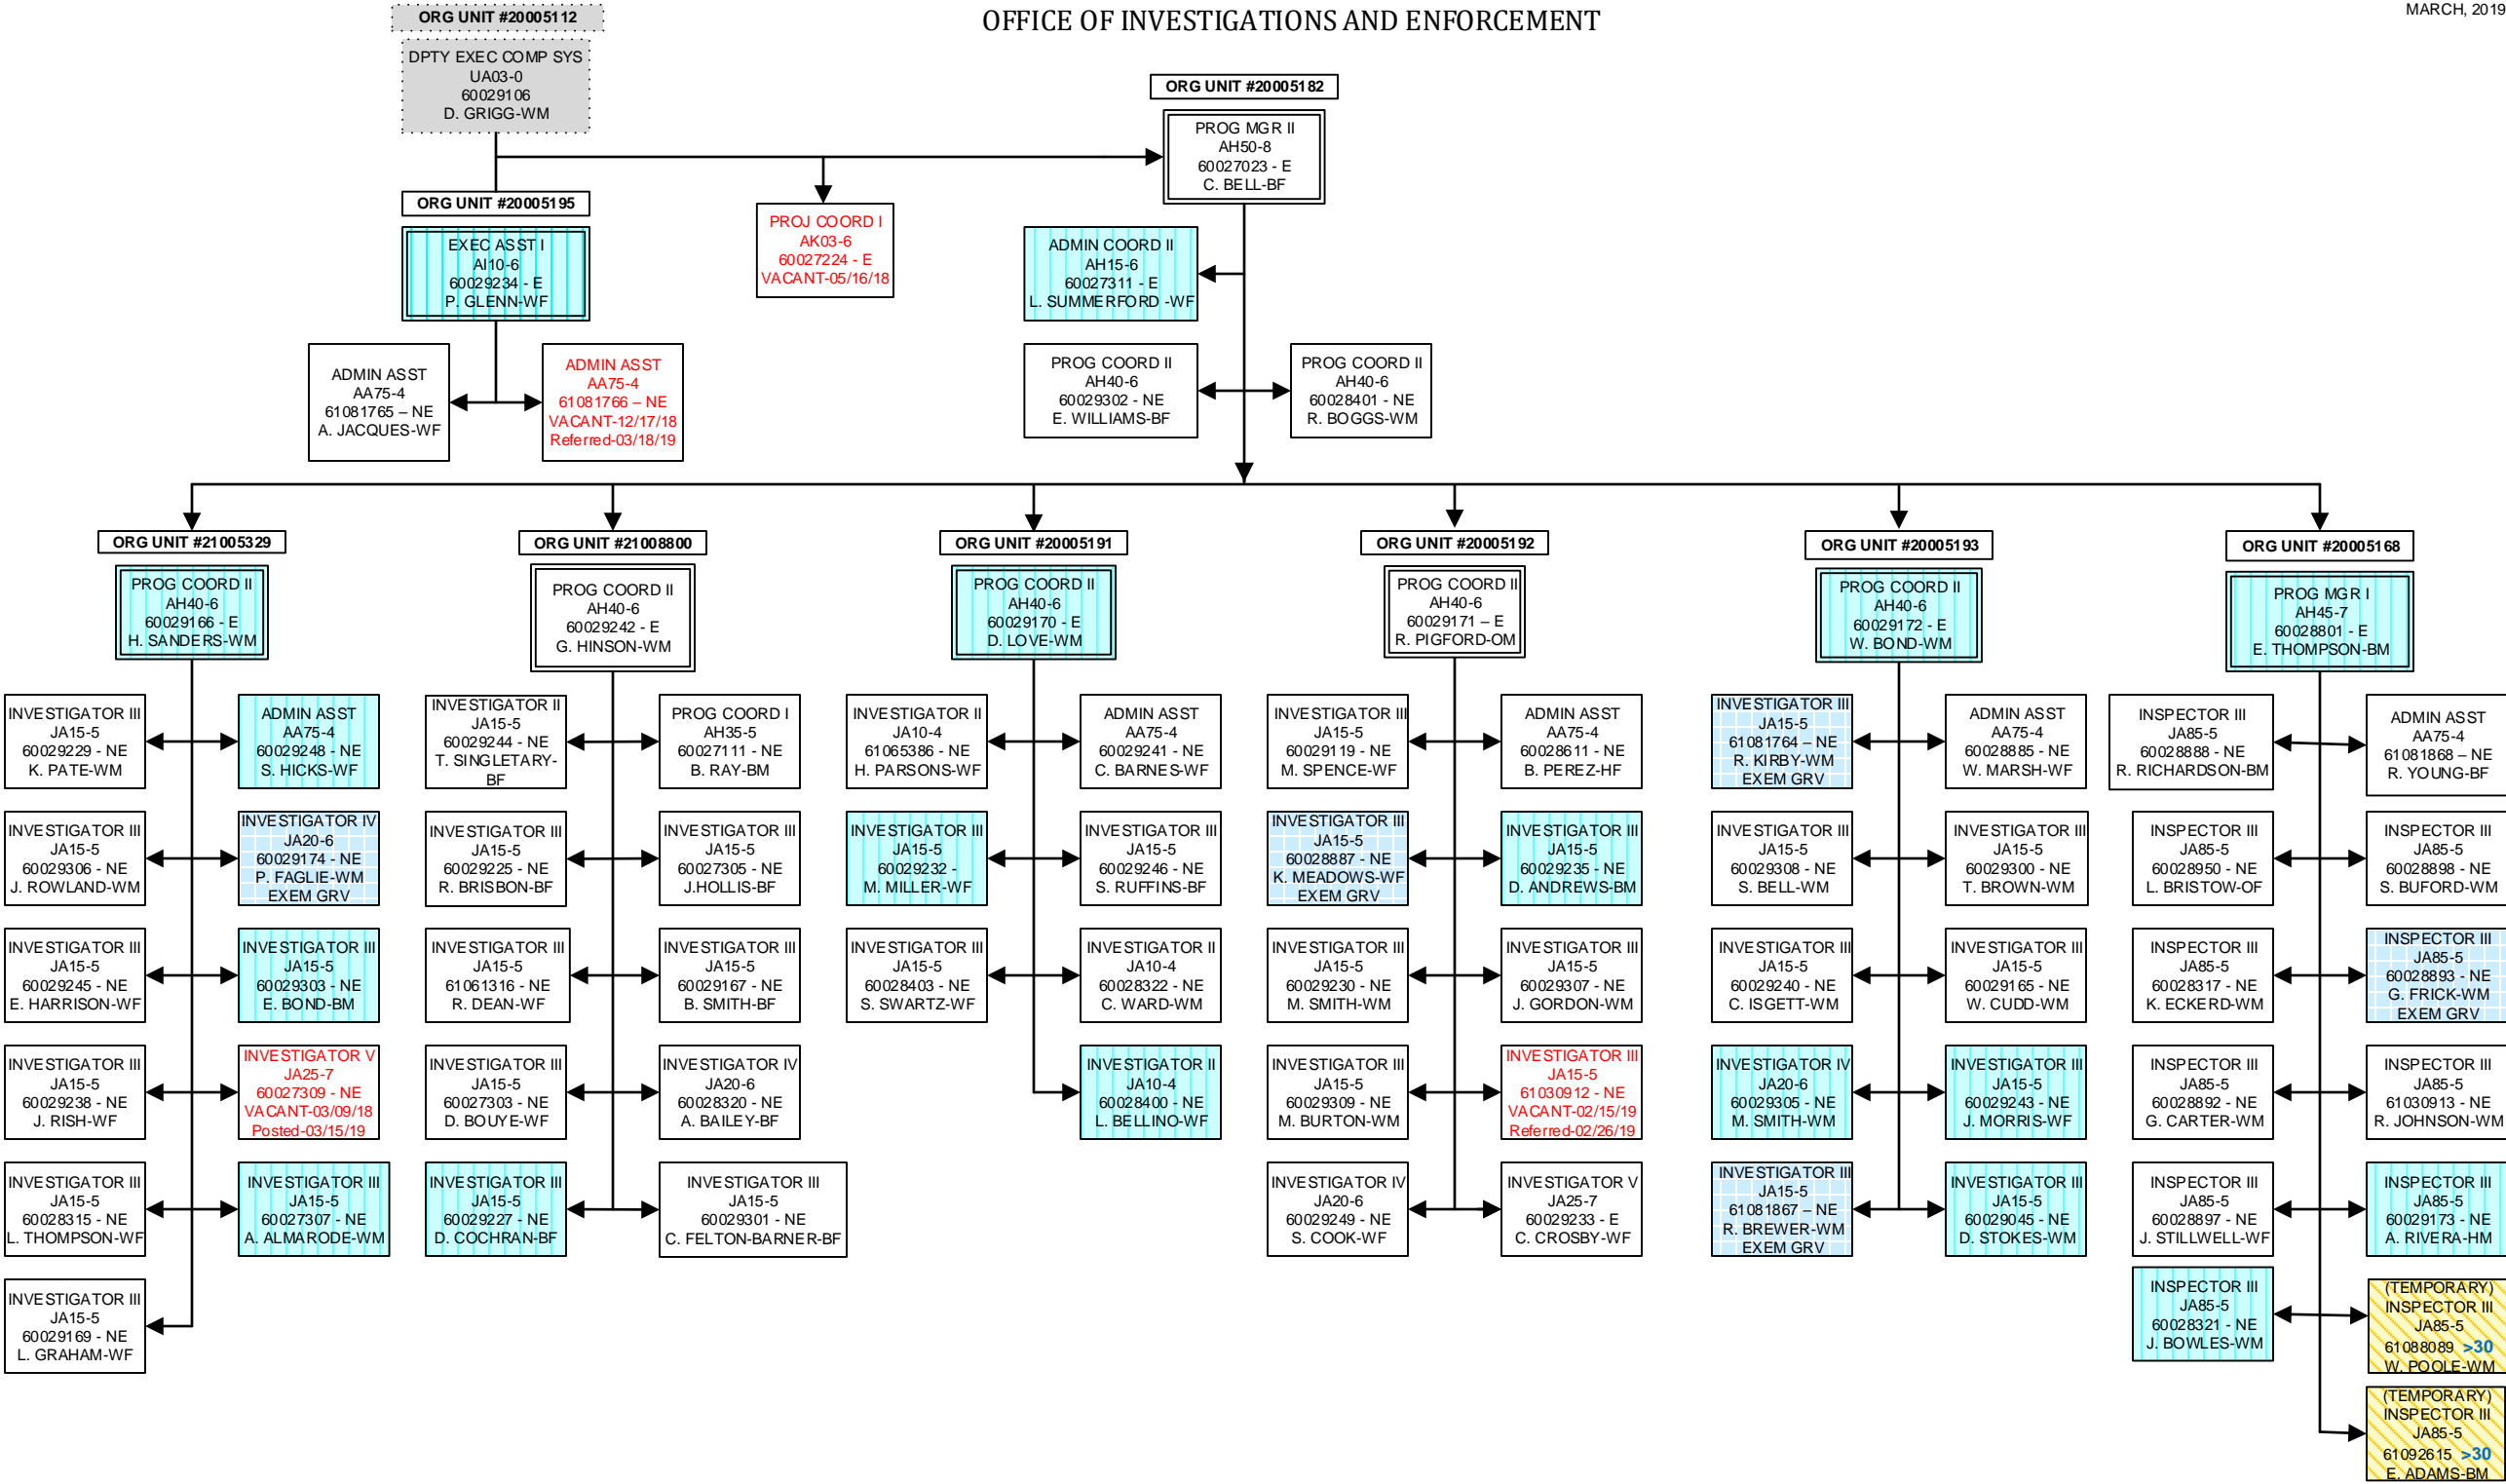 ORG UNIT #20005112
OFFICE OF INVESTIGATIONS AND ENFORCEMENT
MARCH, 2019
DPTY EXEC COMP SYS
UA03-0
60029106
D. GRIGG-WM
ORG UNIT #20005182
PROG MGR II
AH50-8
60027023 - E
C. BELL-BF
ORG UNIT #20005195
EXEC ASST I
AI10-6
60029234 - E
P. GLENN-WF
PROJ COORD I
AK03-6
60027224 - E
VACANT-05/16/18
ADMIN COORD II
AH15-6
60027311 - E
L. SUMMERFORD -WF
ADMIN ASST
AA75-4
61081765 – NE
A. JACQUES-WF
ADMIN ASST
AA75-4
61081766 – NE
VACANT-12/17/18
Referred-03/18/19
PROG COORD II
AH40-6
60029302 - NE
E. WILLIAMS-BF
PROG COORD II
AH40-6
60028401 - NE
R. BOGGS-WM
ORG UNIT #21005329
PROG COORD II
AH40-6
60029166 - E
H. SANDERS-WM
INVESTIGATOR III
JA15-5
60029229 - NE
K. PATE-WM
ADMIN ASST
AA75-4
60029248 - NE
S. HICKS-WF
INVESTIGATOR III
JA15-5
60029306 - NE
J. ROWLAND-WM
INVESTIGATOR IV
JA20-6
60029174 - NE
P. FAGLIE-WM
EXEM GRV
INVESTIGATOR III
JA15-5
60029245 - NE
E. HARRISON-WF
INVESTIGATOR III
JA15-5
60029303 - NE
E. BOND-BM
INVESTIGATOR III
JA15-5
60029238 - NE
J. RISH-WF
INVESTIGATOR V
JA25-7
60027309 - NE
VACANT-03/09/18
Posted-03/15/19
INVESTIGATOR III
JA15-5
60028315 - NE
L. THOMPSON-WF
INVESTIGATOR III
JA15-5
60027307 - NE
A. ALMARODE-WM
INVESTIGATOR III
JA15-5
60029169 - NE
L. GRAHAM-WF
ORG UNIT #21008800
PROG COORD II
AH40-6
60029242 - E
G. HINSON-WM
INVESTIGATOR II
JA15-5
60029244 - NE
T. SINGLETARY-
BF
PROG COORD I
AH35-5
60027111 - NE
B. RAY-BM
INVESTIGATOR III
JA15-5
60029225 - NE
R. BRISBON-BF
INVESTIGATOR III
JA15-5
60027305 - NE
J.HOLLIS-BF
INVESTIGATOR III
JA15-5
61061316 - NE
R. DEAN-WF
INVESTIGATOR III
JA15-5
60029167 - NE
B. SMITH-BF
INVESTIGATOR III
JA15-5
60027303 - NE
D. BOUYE-WF
INVESTIGATOR IV
JA20-6
60028320 - NE
A. BAILEY-BF
INVESTIGATOR III
JA15-5
60029227 - NE
D. COCHRAN-BF
INVESTIGATOR III
JA15-5
60029301 - NE
C. FELTON-BARNER-BF
ORG UNIT #20005191
PROG COORD II
AH40-6
60029170 - E
D. LOVE-WM
INVESTIGATOR II
JA10-4
61065386 - NE
H. PARSONS-WF
ADMIN ASST
AA75-4
60029241 - NE
C. BARNES-WF
INVESTIGATOR III
JA15-5
60029232 -
M. MILLER-WF
INVESTIGATOR III
JA15-5
60029246 - NE
S. RUFFINS-BF
INVESTIGATOR III
JA15-5
60028403 - NE
S. SWARTZ-WF
INVESTIGATOR II
JA10-4
60028322 - NE
C. WARD-WM
INVESTIGATOR II
JA10-4
60028400 - NE
L. BELLINO-WF
ORG UNIT #20005192
PROG COORD II
AH40-6
60029171 – E
R. PIGFORD-OM
INVESTIGATOR III
JA15-5
60029119 - NE
M. SPENCE-WF
ADMIN ASST
AA75-4
60028611 - NE
B. PEREZ-HF
INVESTIGATOR III
JA15-5
60028887 - NE
K. MEADOWS-WF
EXEM GRV
INVESTIGATOR III
JA15-5
60029235 - NE
D. ANDREWS-BM
INVESTIGATOR III
JA15-5
60029230 - NE
M. SMITH-WM
INVESTIGATOR III
JA15-5
60029307 - NE
J. GORDON-WM
INVESTIGATOR III
JA15-5
60029309 - NE
M. BURTON-WM
INVESTIGATOR III
JA15-5
61030912 - NE
VACANT-02/15/19
Referred-02/26/19
INVESTIGATOR IV
JA20-6
60029249 - NE
S. COOK-WF
INVESTIGATOR V
JA25-7
60029233 - E
C. CROSBY-WF
ORG UNIT #20005193
PROG COORD II
AH40-6
60029172 - E
W. BOND-WM
INVESTIGATOR III
JA15-5
61081764 – NE
R. KIRBY-WM
EXEM GRV
ADMIN ASST
AA75-4
60028885 - NE
W. MARSH-WF
INVESTIGATOR III
JA15-5
60029308 - NE
S. BELL-WM
INVESTIGATOR III
JA15-5
60029300 - NE
T. BROWN-WM
INVESTIGATOR III
JA15-5
60029240 - NE
C. ISGETT-WM
INVESTIGATOR III
JA15-5
60029165 - NE
W. CUDD-WM
INVESTIGATOR IV
JA20-6
60029305 - NE
M. SMITH-WM
INVESTIGATOR III
JA15-5
60029243 - NE
J. MORRIS-WF
INVESTIGATOR III
JA15-5
61081867 – NE
R. BREWER-WM
EXEM GRV
INVESTIGATOR III
JA15-5
60029045 - NE
D. STOKES-WM
ORG UNIT #20005168
PROG MGR I
AH45-7
60028801 - E
E. THOMPSON-BM
INSPECTOR III
JA85-5
60028888 - NE
R. RICHARDSON-BM
ADMIN ASST
AA75-4
61081868 – NE
R. YOUNG-BF
INSPECTOR III
JA85-5
60028950 - NE
L. BRISTOW-OF
INSPECTOR III
JA85-5
60028898 - NE
S. BUFORD-WM
INSPECTOR III
JA85-5
60028317 - NE
K. ECKERD-WM
INSPECTOR III
JA85-5
60028893 - NE
G. FRICK-WM
EXEM GRV
INSPECTOR III
JA85-5
60028892 - NE
G. CARTER-WM
INSPECTOR III
JA85-5
61030913 - NE
R. JOHNSON-WM
INSPECTOR III
JA85-5
60028897 - NE
J. STILLWELL-WF
INSPECTOR III
JA85-5
60029173 - NE
A. RIVERA-HM
INSPECTOR III
JA85-5
60028321 - NE
J. BOWLES-WM
(TEMPORARY)
INSPECTOR III
JA85-5
61088089 >30
W. POOLE-WM
(TEMPORARY)
INSPECTOR III
JA85-5
61092615 >30
E. ADAMS-BM